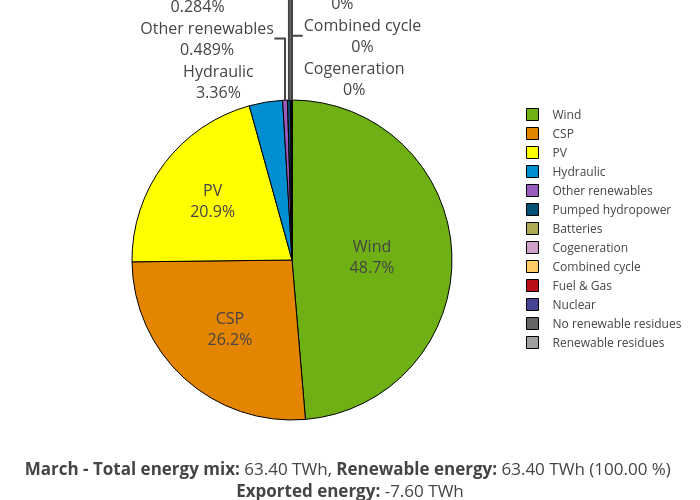 0.284%
0%
Other renewables
0.489%
Combined cycle
0%
Hydraulic
3.36%
Cogeneration
0%
PV
20.9%
Wind
48.7%
CSP
26.2%
Wind
CSP
PV
Hydraulic
Other renewables
Pumped hydropower
Batteries
Cogeneration
Combined cycle
Fuel & Gas
Nuclear
No renewable residues
Renewable residues
March - Total energy mix: 63.40 TWh, Renewable energy: 63.40 TWh (100.00 %)
Exported energy: -7.60 TWh